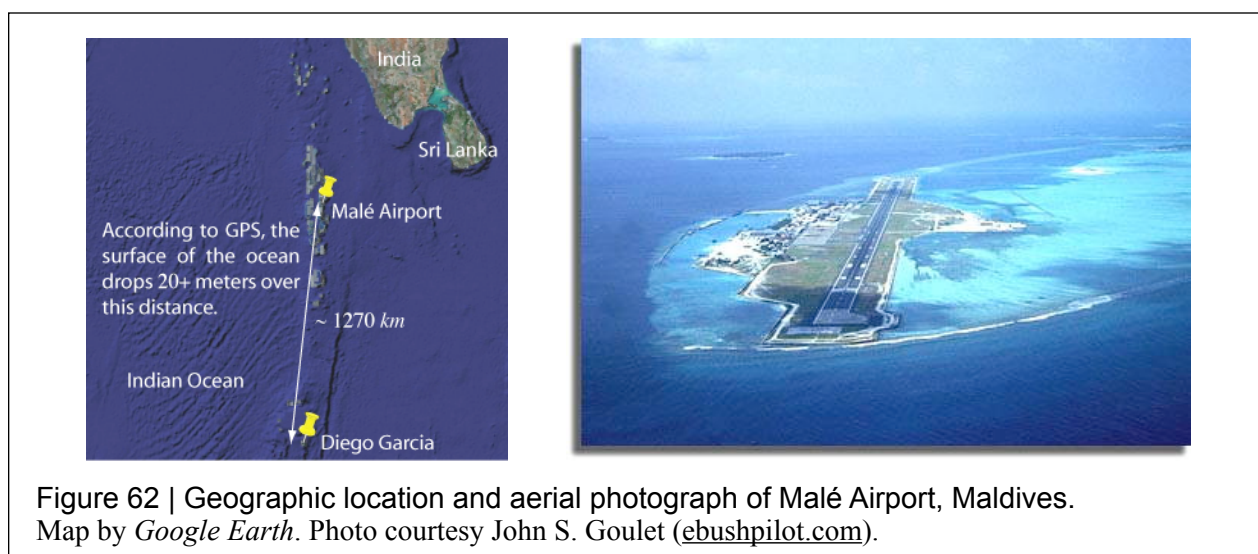 India
Sri Lanka
Malé Airport
According to GPS, the
surface of the ocean
drops 20+ meters over
this distance.
~ 1270 km
Indian Ocean
Diego Garcia
Figure 62 | Geographic location and aerial photograph of Malé Airport, Maldives.
Map by Google Earth. Photo courtesy John S. Goulet (ebushpilot.com).